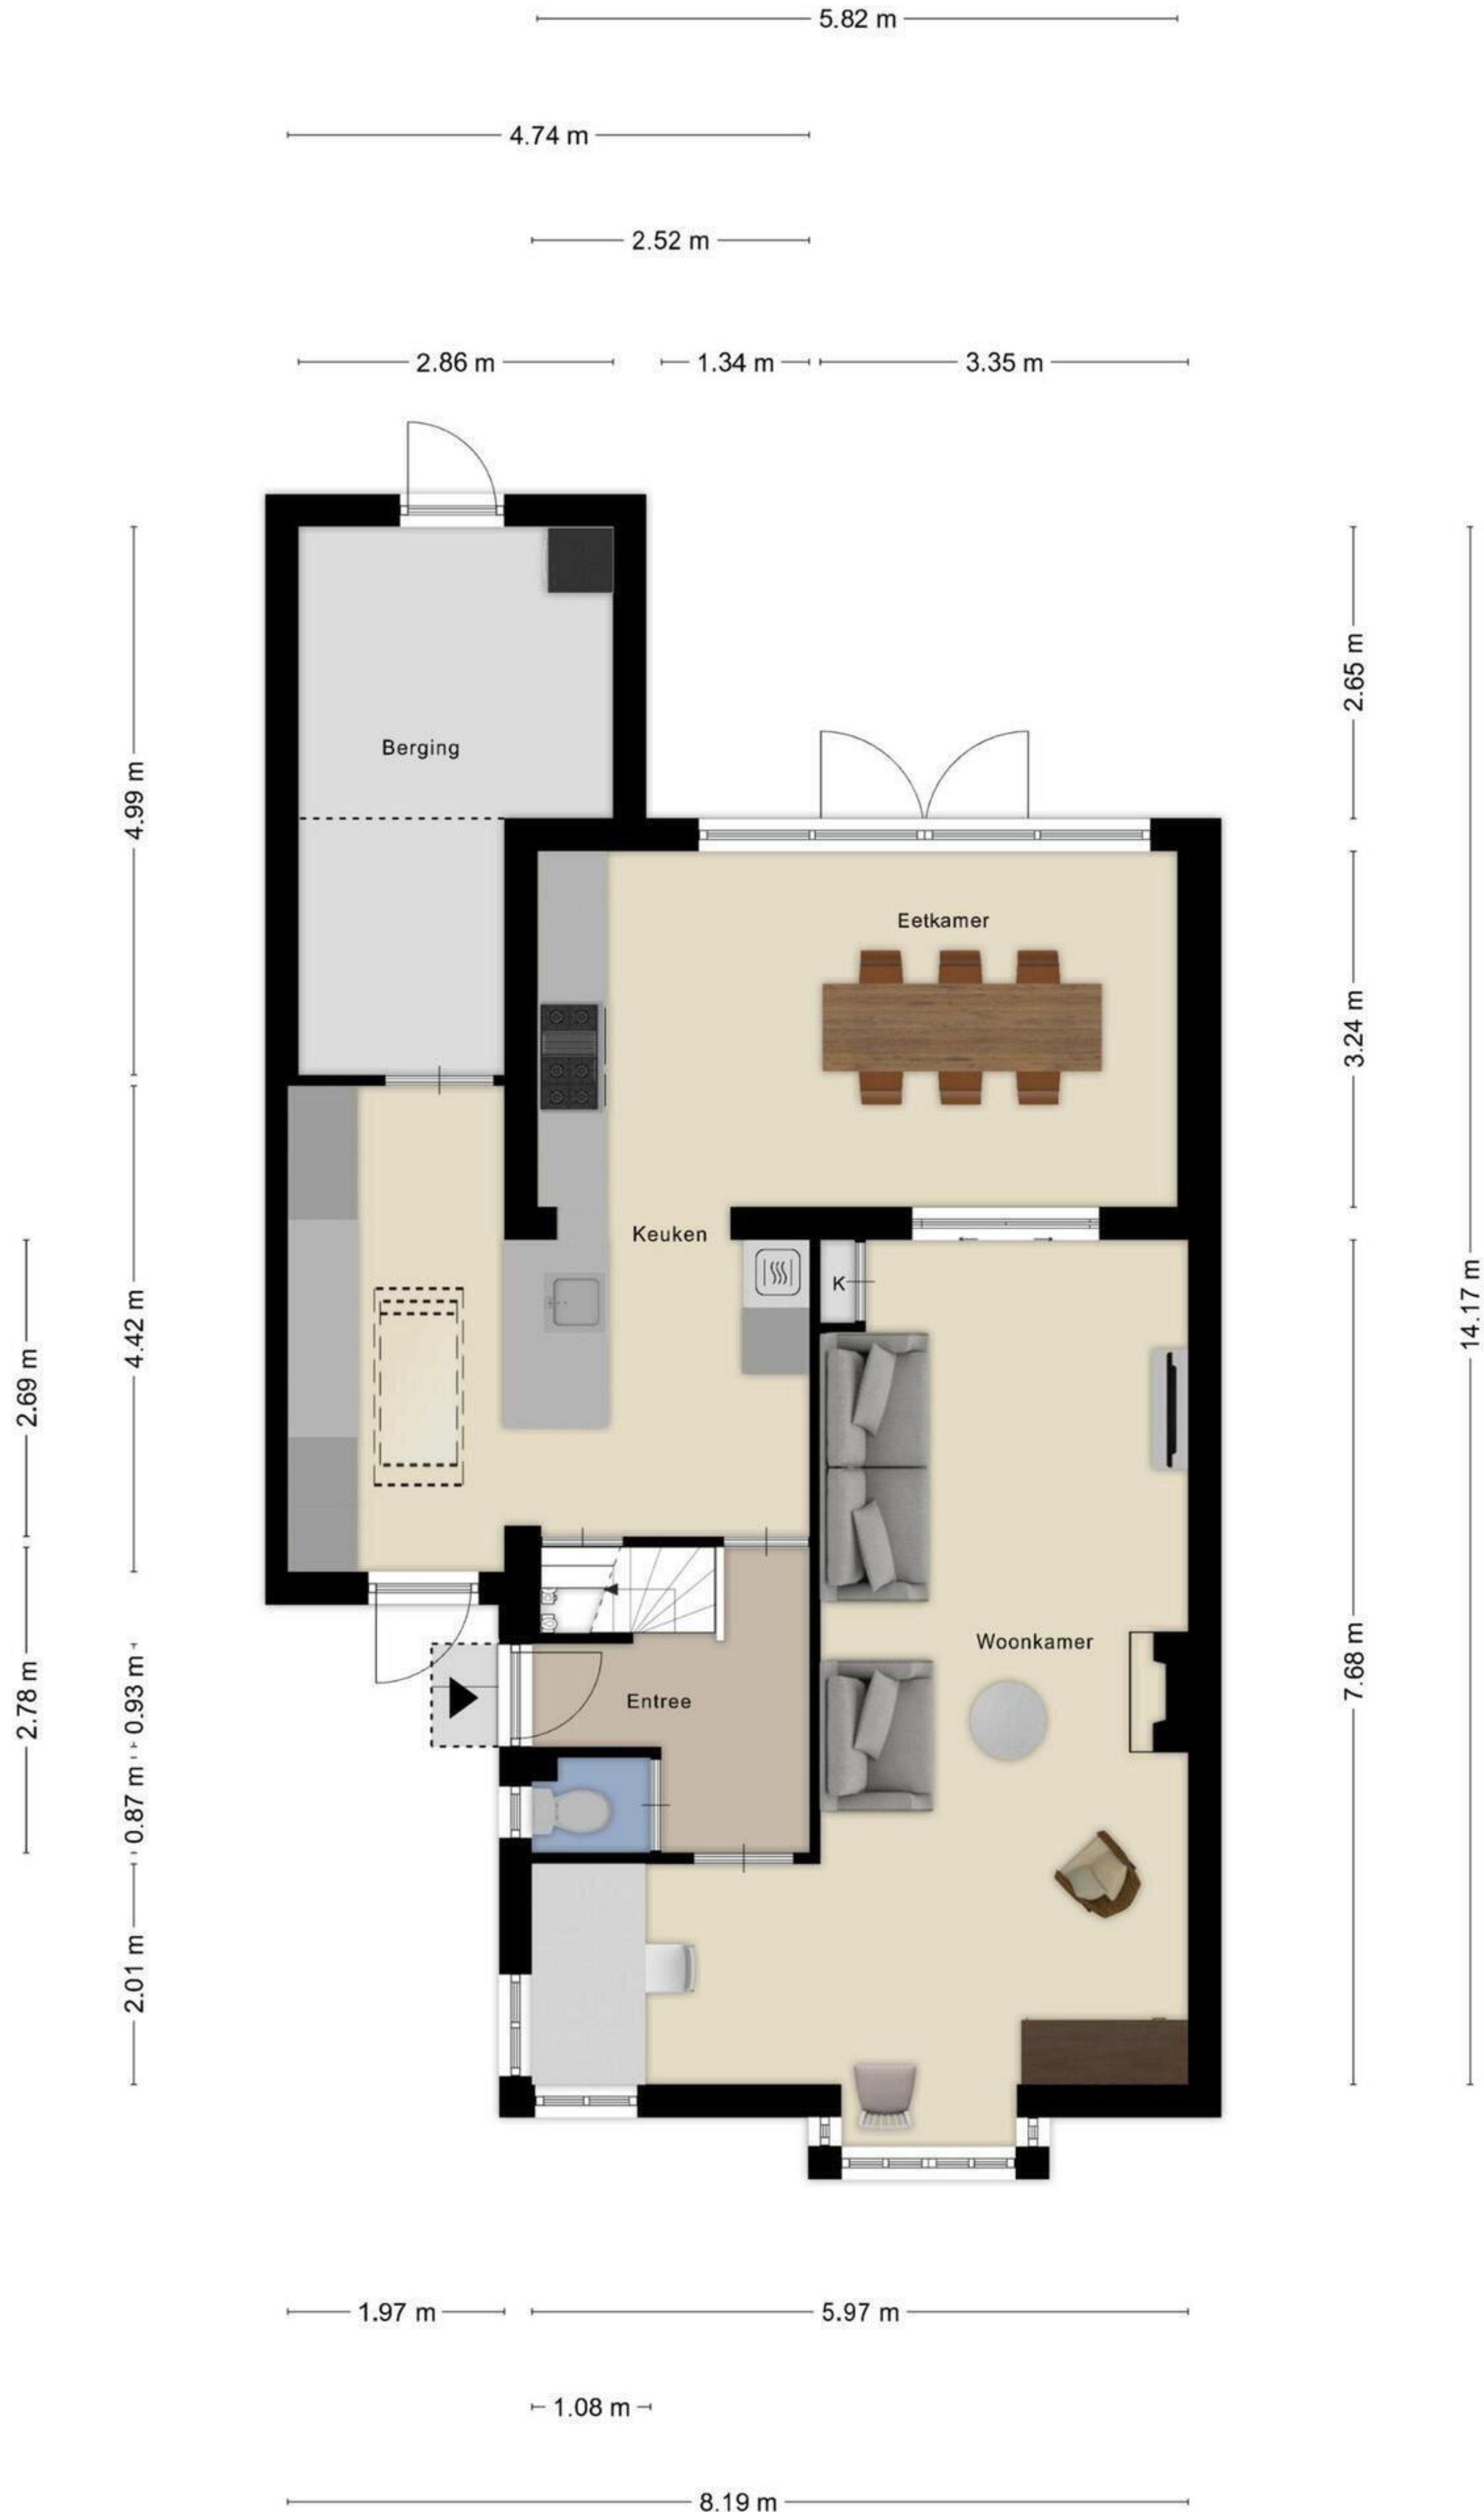 5.82 m
4.74 m
2.52 m
2.86 m
1.34 m
3.35 m
2.65 m
Berging
4.99 m
Eetkamer
3.24 m
Keuken
K
14.17 m
4.42 m
2.69 m
Woonkamer
7.68 m
Entree
0.93 m
2.78 m
0.87 m
2.01 m
1.97 m
5.97 m
1.08 m
8.19 m